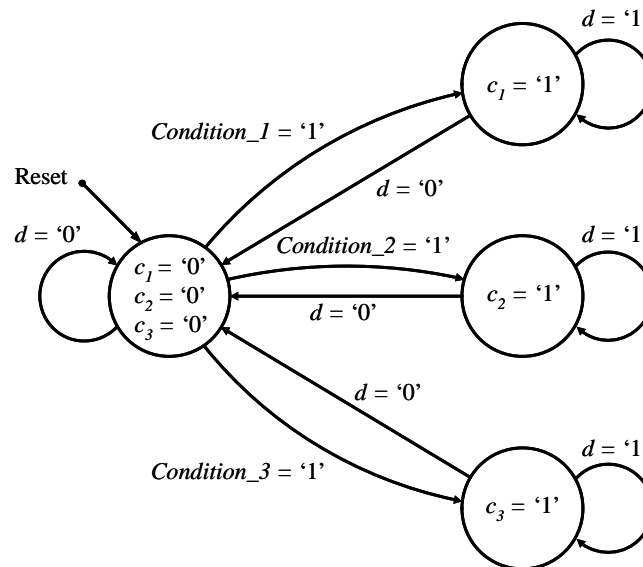 d = ‘1
c1 = ‘1’
Condition_1 = ‘1’
Reset
d = ‘0’
d = ‘0’
Condition_2 = ‘1’
d = ‘1
c1 = ‘0’
c2 = ‘0’
c3 = ‘0’
c2 = ‘1’
d = ‘0’
d = ‘0’
Condition_3 = ‘1’
d = ‘1
c3 = ‘1’